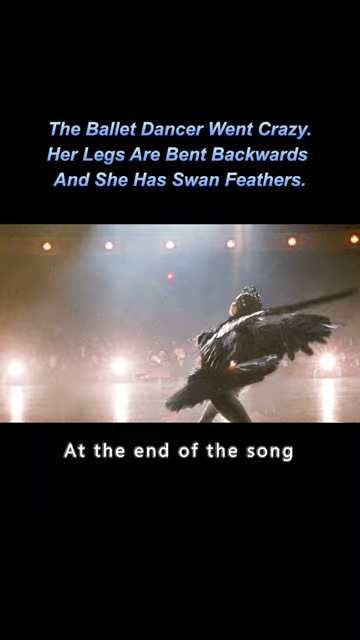 The Ballet Dancer Went Crazy.
Her Legs Are Bent Backwards
And She Has Swan Feathers.
At the end of the song